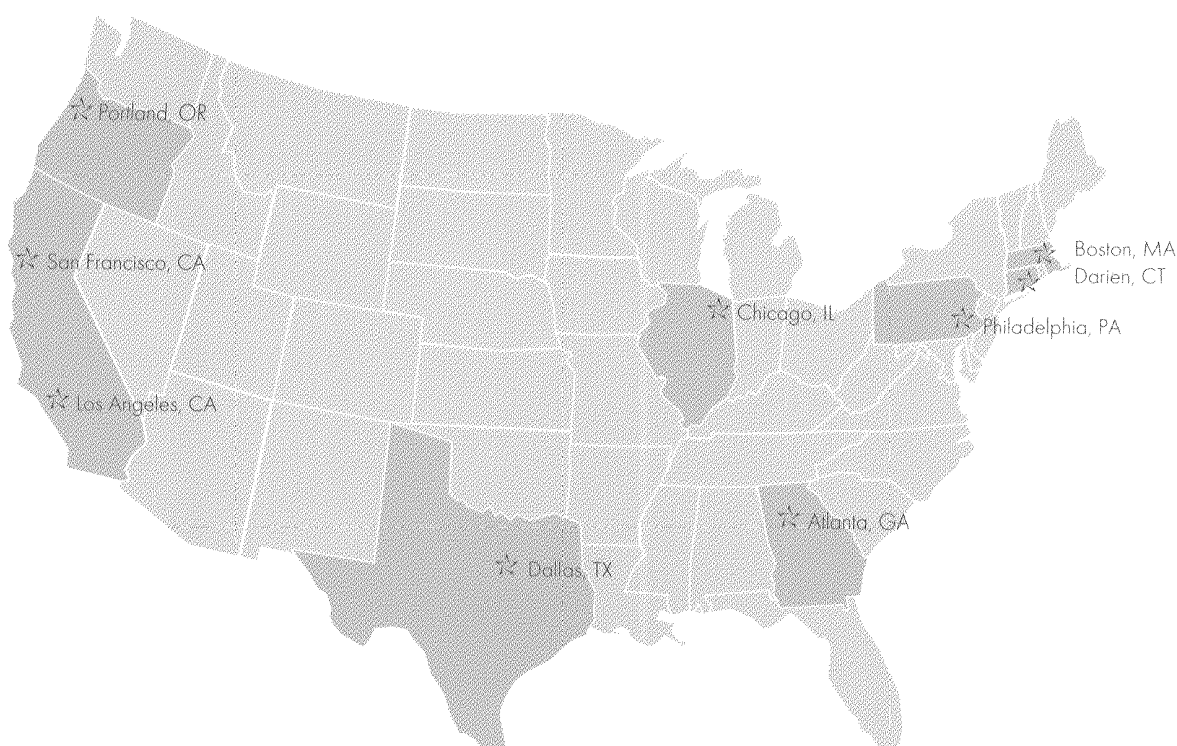 Portland, OR
Boston, MA
San Francisco, CA
Darien, CT
Chicago, IL
Philadelphia, PA
Los Angeles, CA
Atlanta, GA
Dallas, TX